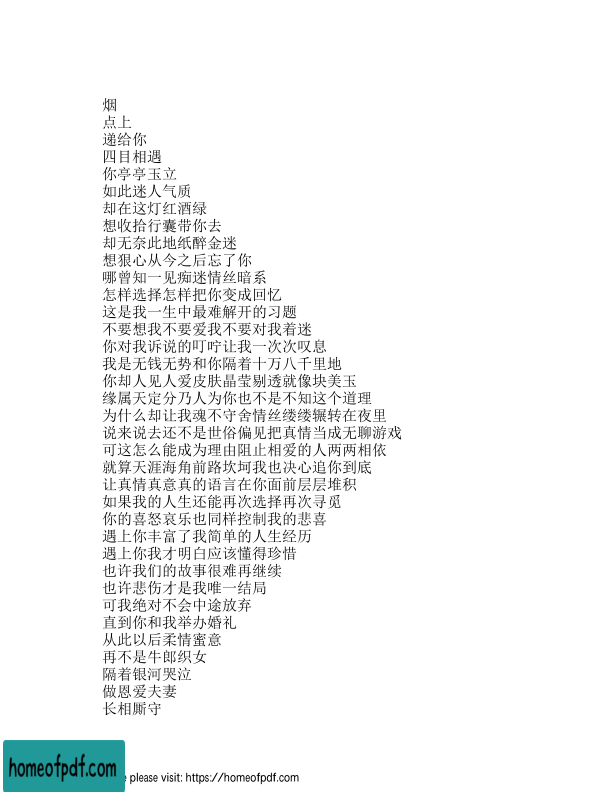 烟
点上
递给你
四目相遇
你亭亭玉立
如此迷人气质
却在这灯红酒绿
想收拾行囊带你去
却无奈此地纸醉金迷
想狠心从今之后忘了你
哪曾知一见痴迷情丝暗系
怎样选择怎样把你变成回忆
这是我一生中最难解开的习题
不要想我不要爱我不要对我着迷
你对我诉说的叮咛让我一次次叹息
我是无钱无势和你隔着十万八千里地
你却人见人爱皮肤晶莹剔透就像块美玉
缘属天定分乃人为你也不是不知这个道理
为什么却让我魂不守舍情丝缕缕辗转在夜里
说来说去还不是世俗偏见把真情当成无聊游戏
可这怎么能成为理由阻止相爱的人两两相依
就算天涯海角前路坎坷我也决心追你到底
让真情真意真的语言在你面前层层堆积
如果我的人生还能再次选择再次寻觅
你的喜怒哀乐也同样控制我的悲喜
遇上你丰富了我简单的人生经历
遇上你我才明白应该懂得珍惜
也许我们的故事很难再继续
也许悲伤才是我唯一结局
可我绝对不会中途放弃
直到你和我举办婚礼
从此以后柔情蜜意
再不是牛郎织女
隔着银河哭泣
做恩爱夫妻
长相厮守
homeofpdf.com
e please visit: https://homeofpdf.com